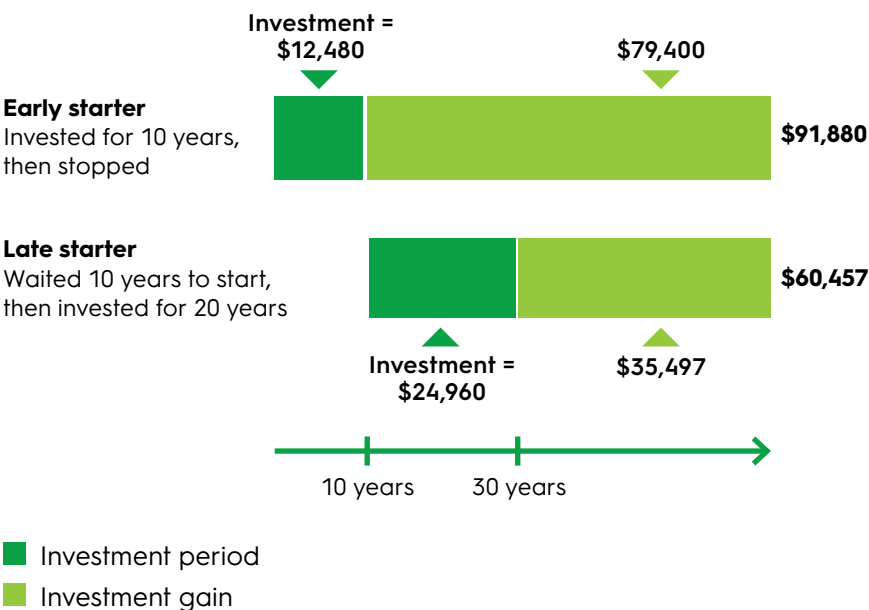 Investment =
$12,480
$79,400
Early starter
Invested for 10 years,
then stopped
$91,880
Late starter
Waited 10 years to start,
then invested for 20 years
$60,457
Investment =
$24,960
$35,497
10 years
30 years
Investment period
Investment gain